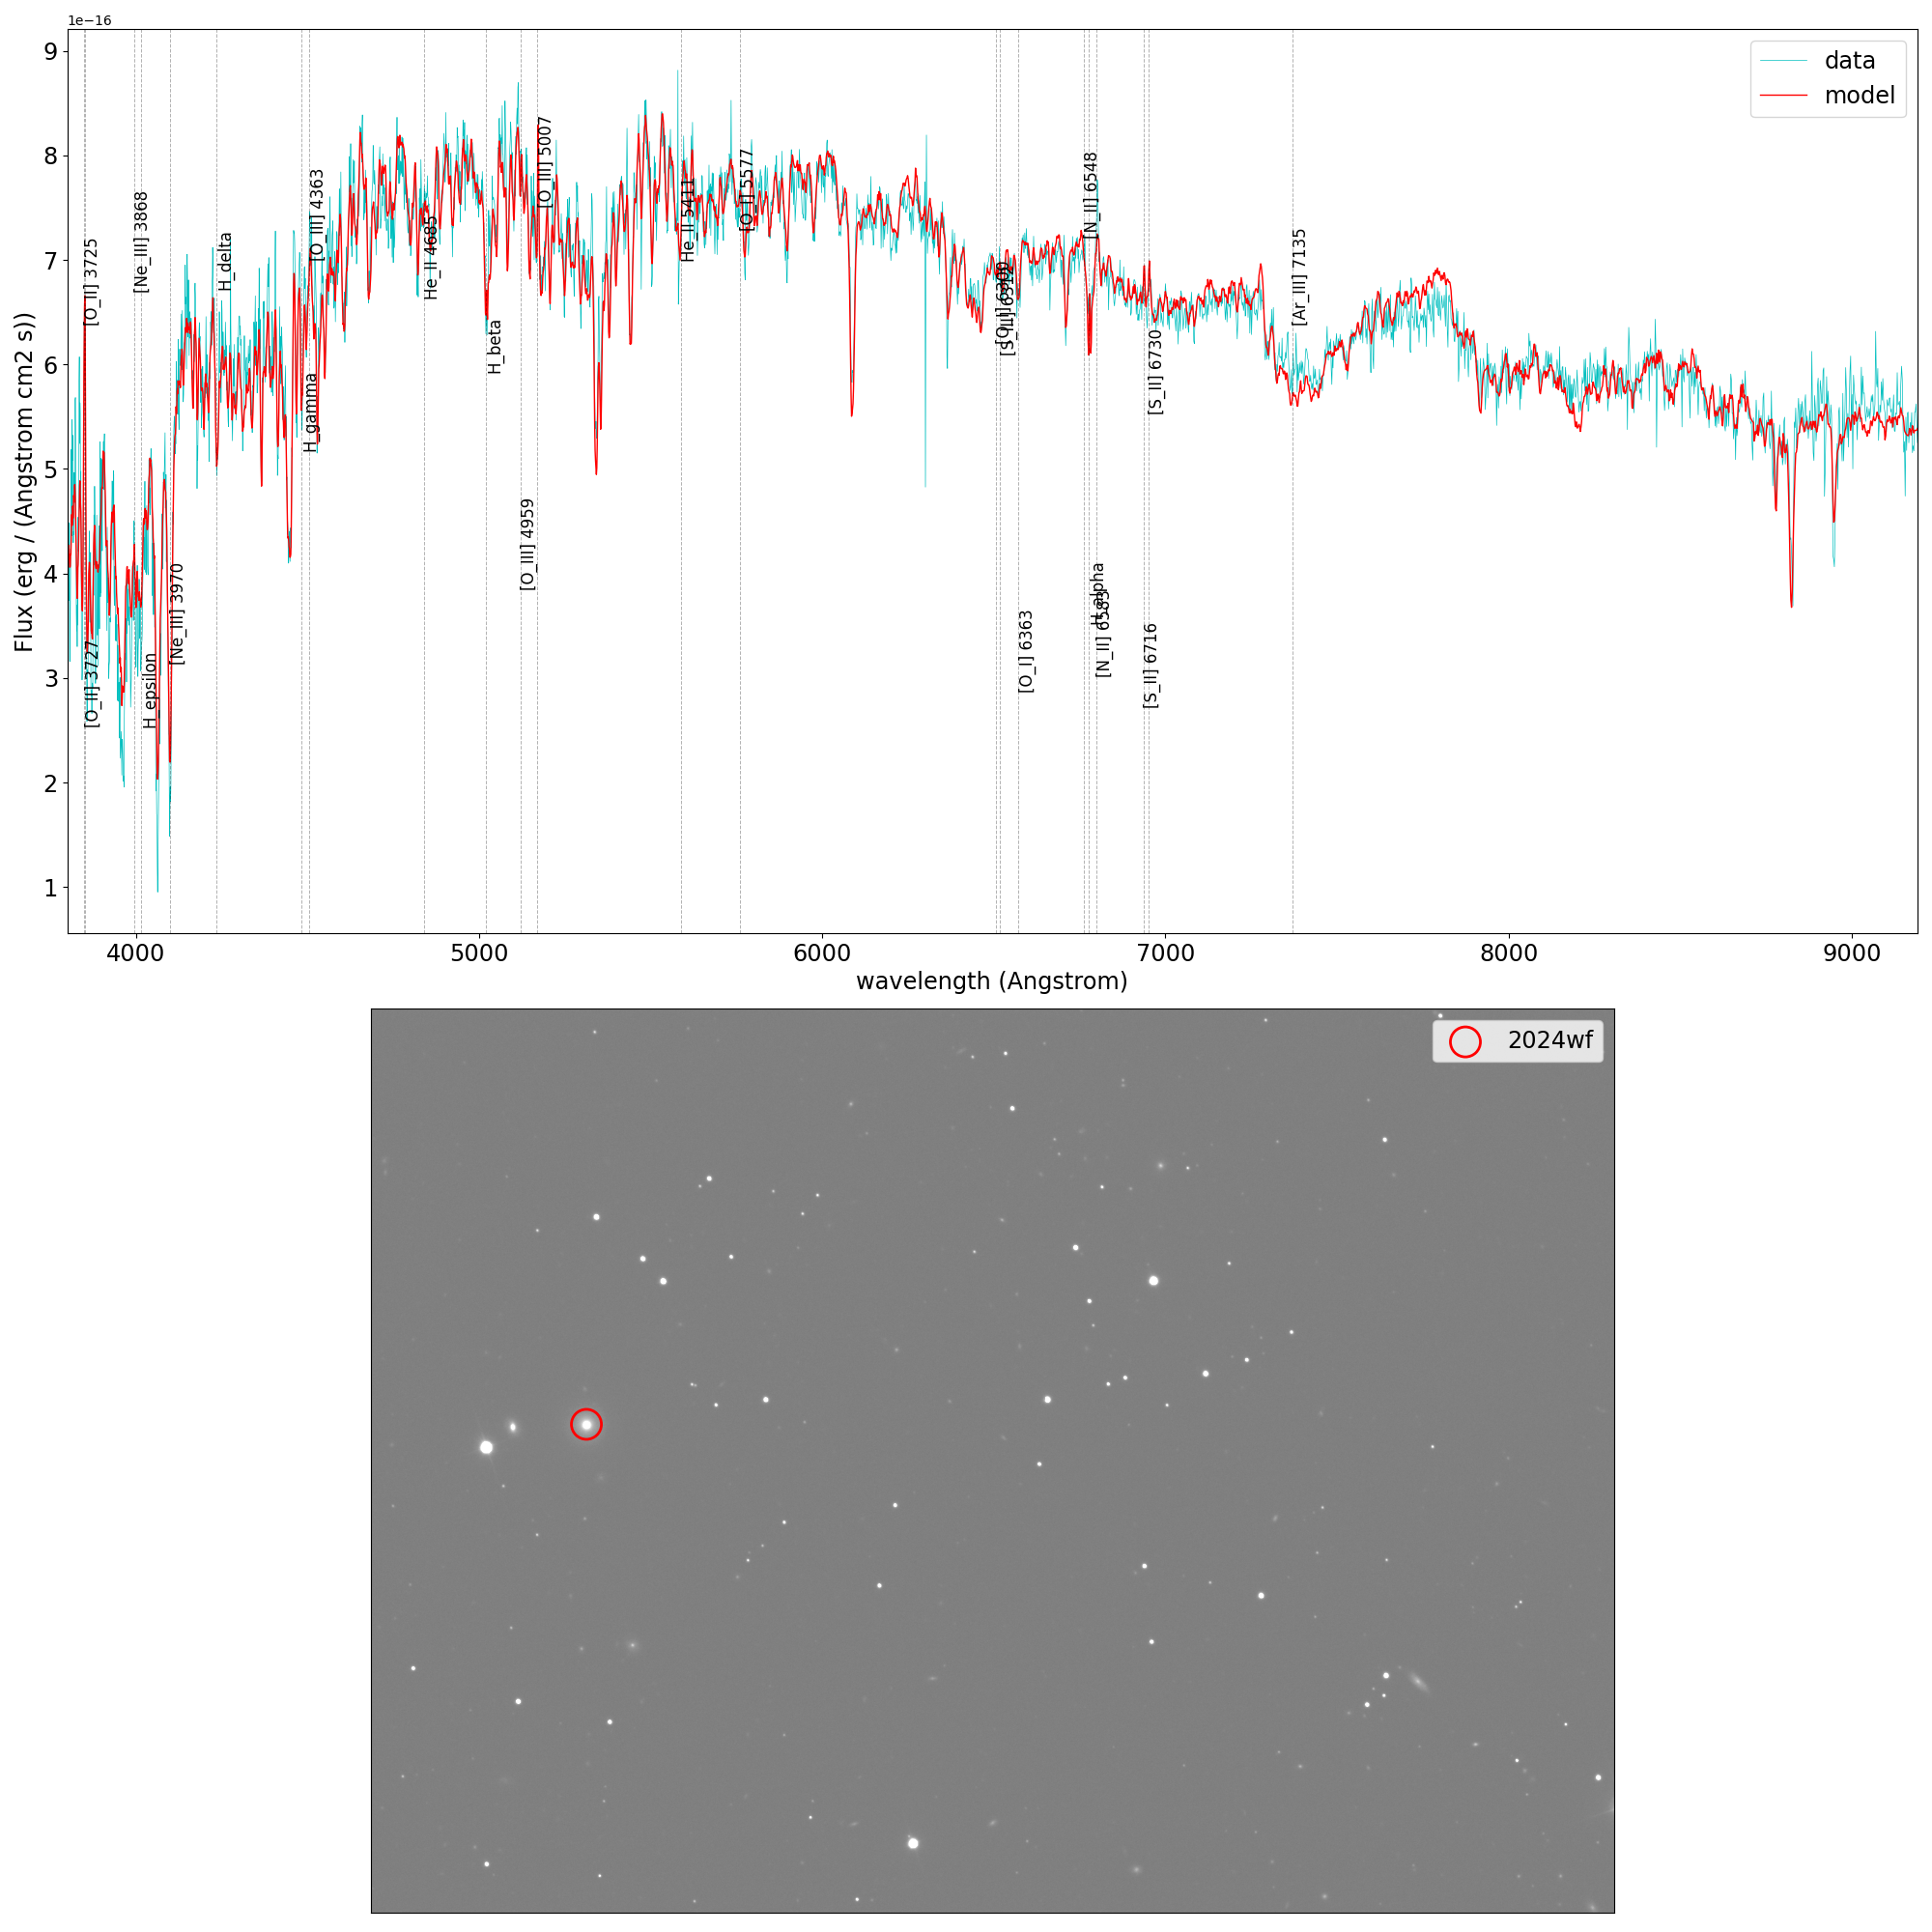 1e−16
9
8
7
6
5
4
3
2
1
Flux (erg / (Angstrom cm2 s))
data
model
[O_II] 3725
[O_II] 3727
[Ne_III] 3868
H_epsilon
[Ne_III] 3970
H_delta
H_gamma
[O_III] 4363
He_II 4685
H_beta
[O_III] 4959
[O_III] 5007
He_II 5411
[O_I] 5577
[O_I] 6300
[O_I] 6363
[N_II] 6548
H_alpha
[N_II] 6583
[S_II] 6716
[S_II] 6730
[Ar_III] 7135
4000 5000 6000 7000 8000 9000
wavelength (Angstrom)
2024wf